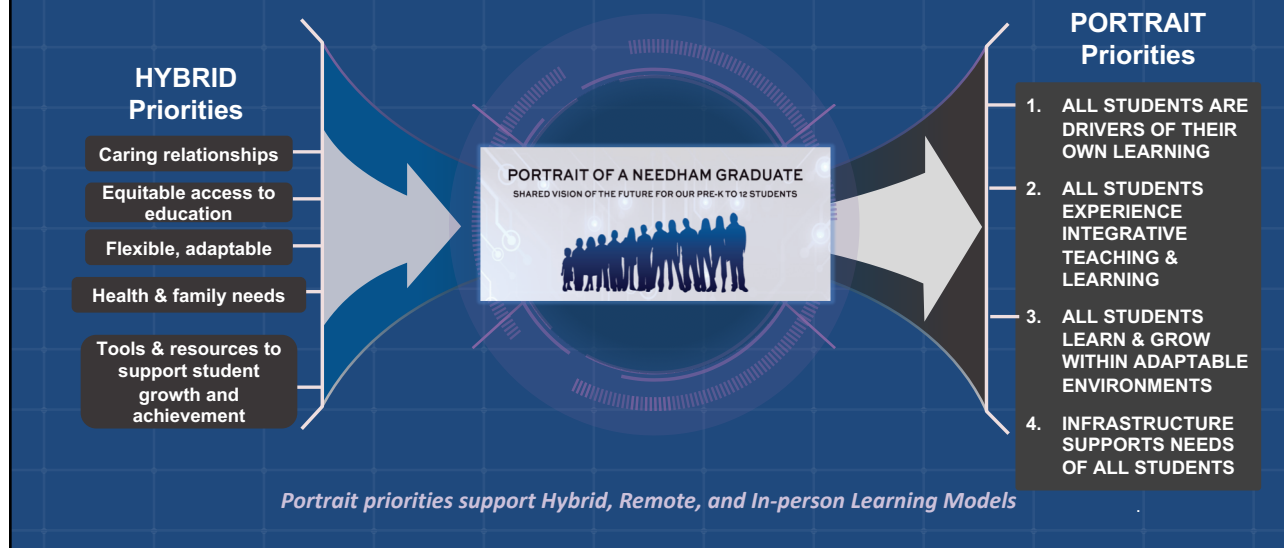 HYBRID
Priorities
Caring relationships
Equitable access to
education
Flexible, adaptable
Health & family needs
Tools & resources to
support student
growth and
achievement
PORTRAIT OF A NEEDHAM GRADUATE
SHARED VISION OF THE FUTURE FOR OUR PRE-K TO 12 STUDENTS
PORTRAIT
Priorities
1. ALL STUDENTS ARE
DRIVERS OF THEIR
OWN LEARNING
2. ALL STUDENTS
EXPERIENCE
INTEGRATIVE
TEACHING &
LEARNING
3. ALL STUDENTS
LEARN & GROW
WITHIN ADAPTABLE
ENVIRONMENTS
4. INFRASTRUCTURE
SUPPORTS NEEDS
OF ALL STUDENTS
Portrait priorities support Hybrid, Remote, and In-person Learning Models
.